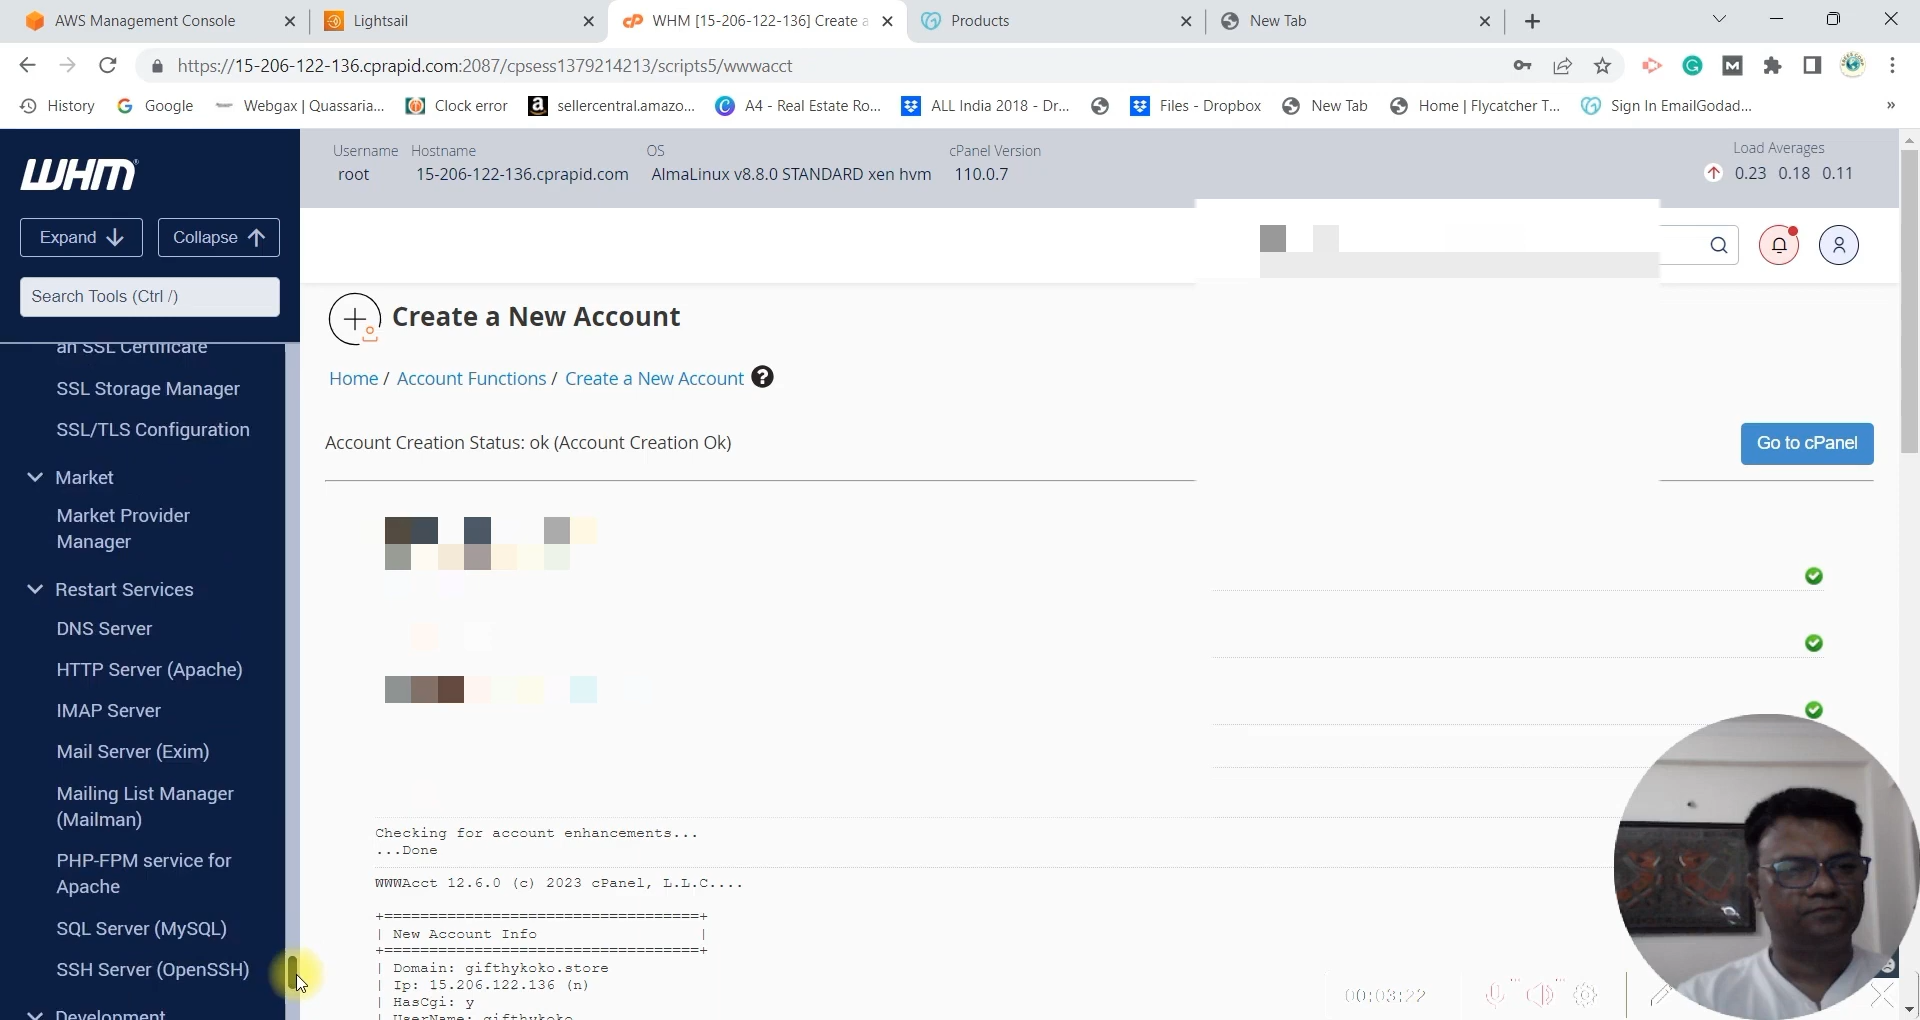 AWS Management Console
Lightsail
WHM [15-206-122-136] Create a
Products
New Tab
https://15-206-122-136.cprapid.com:2087/cpsess1379214213/scripts5/wwwacct
History
Google
Webgax | Quassaria...
Clock error
sellercentral.amazo...
A4 - Real Estate Ro...
ALL India 2018 - Dr...
Files - Dropbox
New Tab
Home | Flycatcher T...
Sign In EmailGodad...
»
WHM
Expand
Collapse
Search Tools (Ctrl /)
Username
root
Hostname
15-206-122-136.cprapid.com
OS
AlmaLinux v8.8.0 STANDARD xen hvm
cPanel Version
110.0.7
Load Averages
0.23 0.18 0.11
an SSL Certificate
SSL Storage Manager
SSL/TLS Configuration
Market
Market Provider
Manager
Restart Services
DNS Server
HTTP Server (Apache)
IMAP Server
Mail Server (Exim)
Mailing List Manager
(Mailman)
PHP-FPM service for
Apache
SQL Server (MySQL)
SSH Server (OpenSSH)
Development
Create a New Account
Home / Account Functions / Create a New Account
Account Creation Status: ok (Account Creation Ok)
Go to cPanel
Checking for account enhancements...
...Done
WWWAcct 12.6.0 (c) 2023 cPanel, L.L.C....
+===================================+
| New Account Info |
+===================================+
| Domain: gifthykoko.store
| Ip: 15.206.122.136 (n)
| HasCgi: y
| UserName: gifthykoko
00:03:22